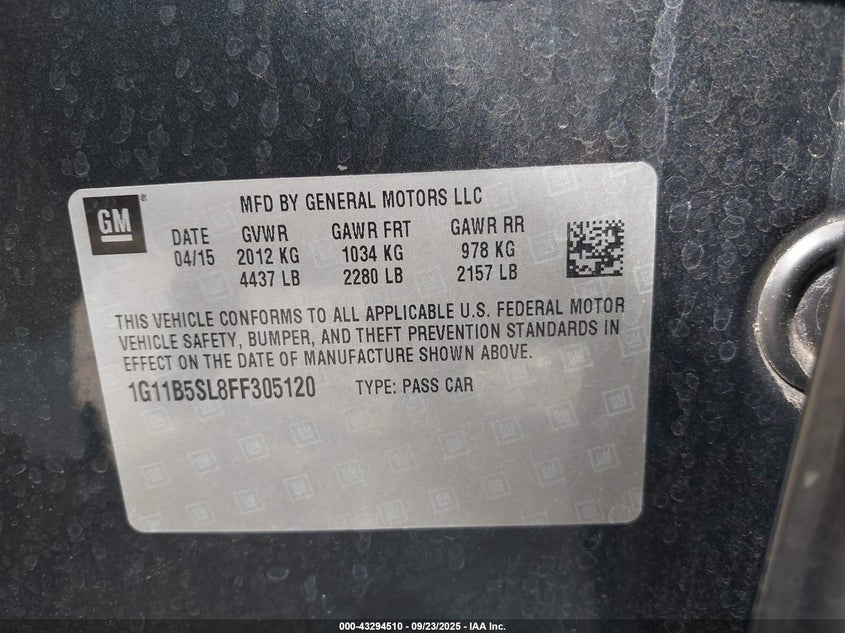 GM ®
MFD BY GENERAL MOTORS LLC
DATE GVWR GAWR FRT GAWR RR
04/15 2012 KG 1034 KG 978 KG
4437 LB 2280 LB 2157 LB
THIS VEHICLE CONFORMS TO ALL APPLICABLE U.S. FEDERAL MOTOR
VEHICLE SAFETY, BUMPER, AND THEFT PREVENTION STANDARDS IN
EFFECT ON THE DATE OF MANUFACTURE SHOWN ABOVE.
1G11B5SL8FF305120 TYPE: PASS CAR
000-43294510 - 09/23/2025 - IAA Inc.